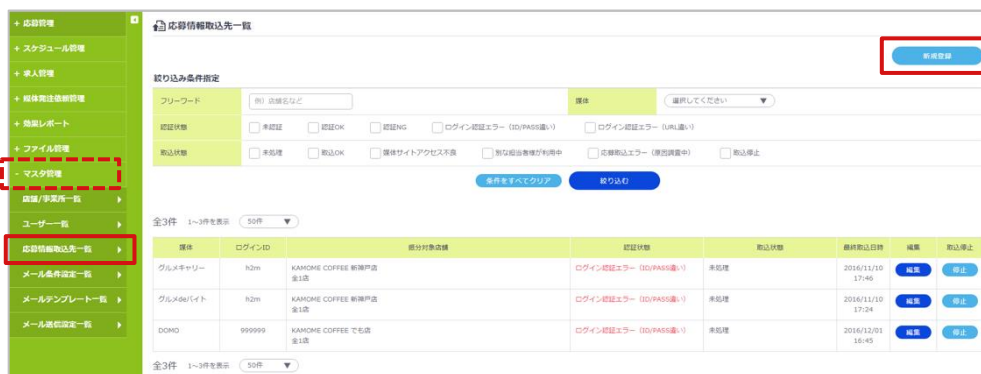 + 応募管理
+ スケジュール管理
+ 求人管理
+ 媒体発注依頼管理
+ 効果レポート
+ ファイル管理
- マスタ管理
店舗/事業所一覧
ユーザー一覧
応募情報取込先一覧
メール条件設定一覧
メールテンプレート一覧
メール送信設定一覧
応募情報取込先一覧
新規登録
絞り込み条件指定
フリーワード 例）店舗名など 媒体 選択してください ▼
認証状態 未認証 認証OK 認証NG ログイン認証エラー（ID/PASS違い） ログイン認証エラー（URL違い）
取込状態 未処理 取込OK 媒体サイトアクセス不良 別な担当者様が利用中 応募取込エラー（原因調査中） 取込停止
条件をすべてクリア 絞り込む
全3件 1～3件を表示 50件 ▼
媒体 ログインID 振分対象店舗 認証状態 取込状態 最終取込日時 編集 取込停止
グルメキャリー h2m KAMOME COFFEE 新神戸店 ログイン認証エラー（ID/PASS違い） 未処理 2016/11/10 編集 停止
全1店 17:46
グルメdeバイト h2m KAMOME COFFEE 新神戸店 ログイン認証エラー（ID/PASS違い） 未処理 2016/11/10 編集 停止
全1店 17:24
DOMO 999999 KAMOME COFFEE でも店 ログイン認証エラー（ID/PASS違い） 未処理 2016/12/01 編集 停止
全1店 16:45
全3件 1～3件を表示 50件 ▼